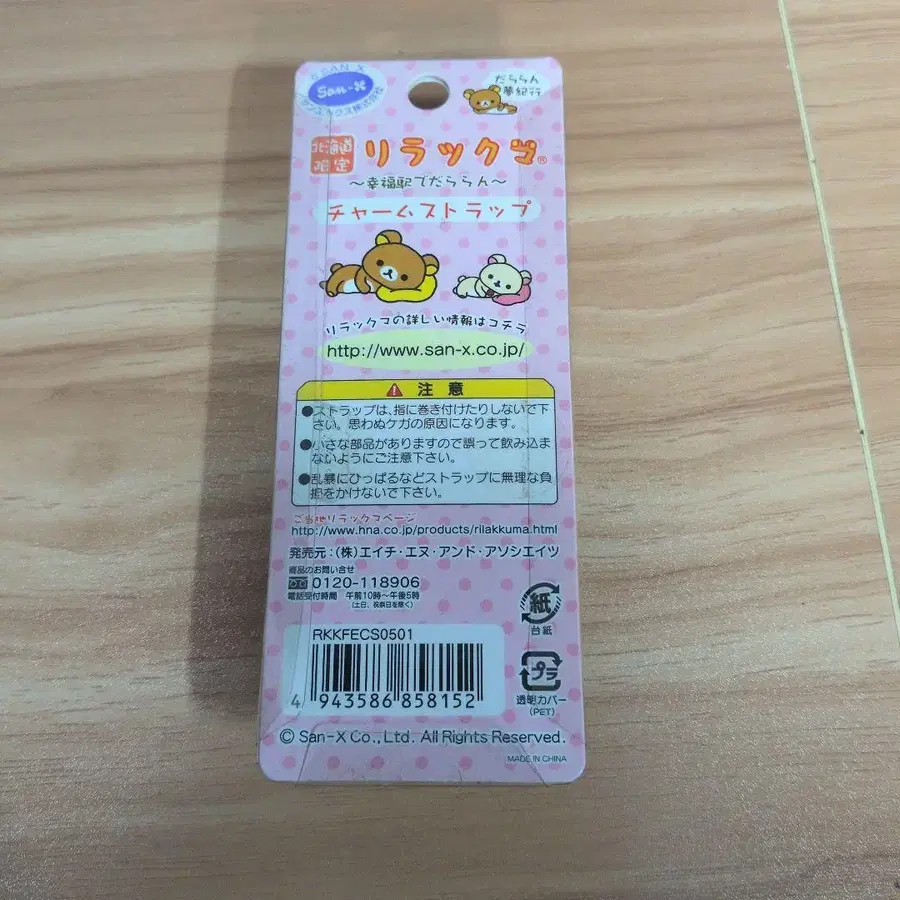 © SAN-X
San-X
サンエックス株式会社
だららん
夢紀行
北海道
限定
リラックマ®
～幸福駅でだららん～
チャームストラップ
リラックマの詳しい情報はコチラ
http://www.san-x.co.jp/
注意
●ストラップは、指に巻き付けたりしないで下
さい。思わぬケガの原因になります。
●小さな部品がありますので誤って飲み込ま
ないようにご注意下さい。
●乱暴にひっぱるなどストラップに無理な負
担をかけないで下さい。
ご当地リラックマページ
http://www.hna.co.jp/products/rilakkuma.html
発売元：(株)エイチ・エヌ・アンド・アソシエイツ
商品のお問い合せ
0120-118906
電話受付時間 午前10時～午後5時
(土日、祝祭日を除く)
紙
台紙
RKKFECS0501
4 943586 858152
プラ
透明カバー
(PET)
© San-X Co., Ltd. All Rights Reserved.
MADE IN CHINA